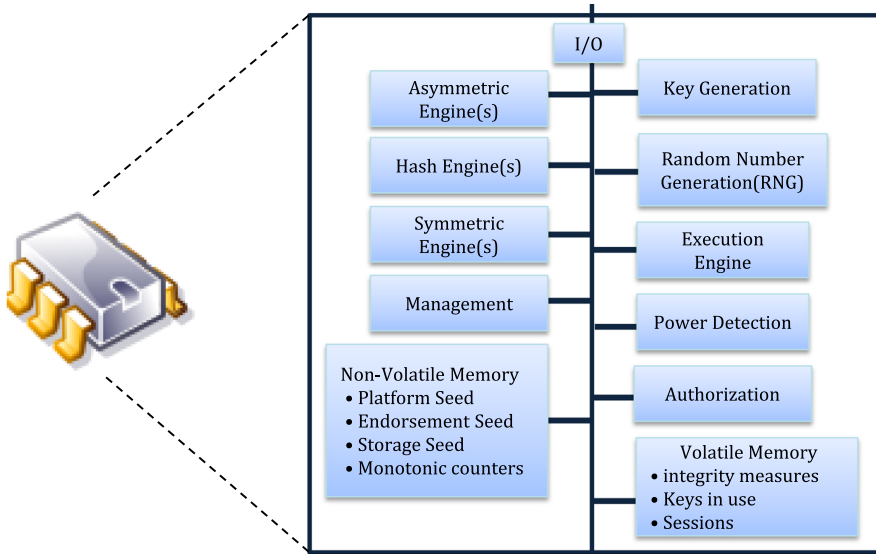 I/O
Asymmetric
Engine(s)
Hash Engine(s)
Symmetric
Engine(s)
Management
Non-Volatile Memory
• Platform Seed
• Endorsement Seed
• Storage Seed
• Monotonic counters
Key Generation
Random Number
Generation(RNG)
Execution
Engine
Power Detection
Authorization
Volatile Memory
• integrity measures
• Keys in use
• Sessions